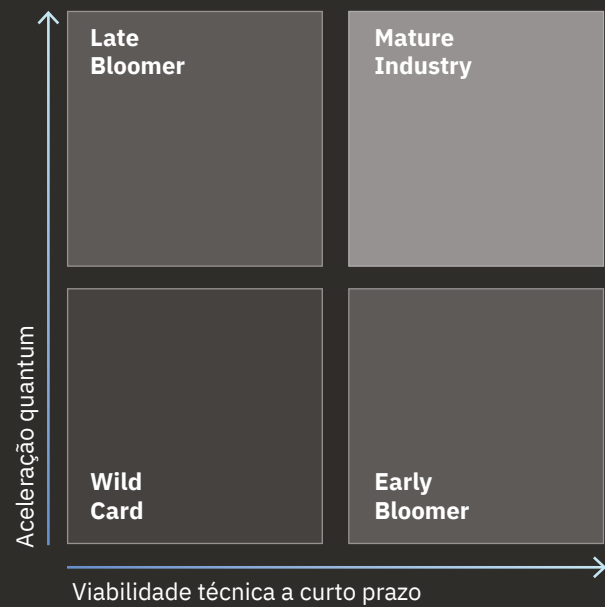 Late
Bloomer
Mature
Industry
Aceleração quantum
Wild
Card
Early
Bloomer
Viabilidade técnica a curto prazo